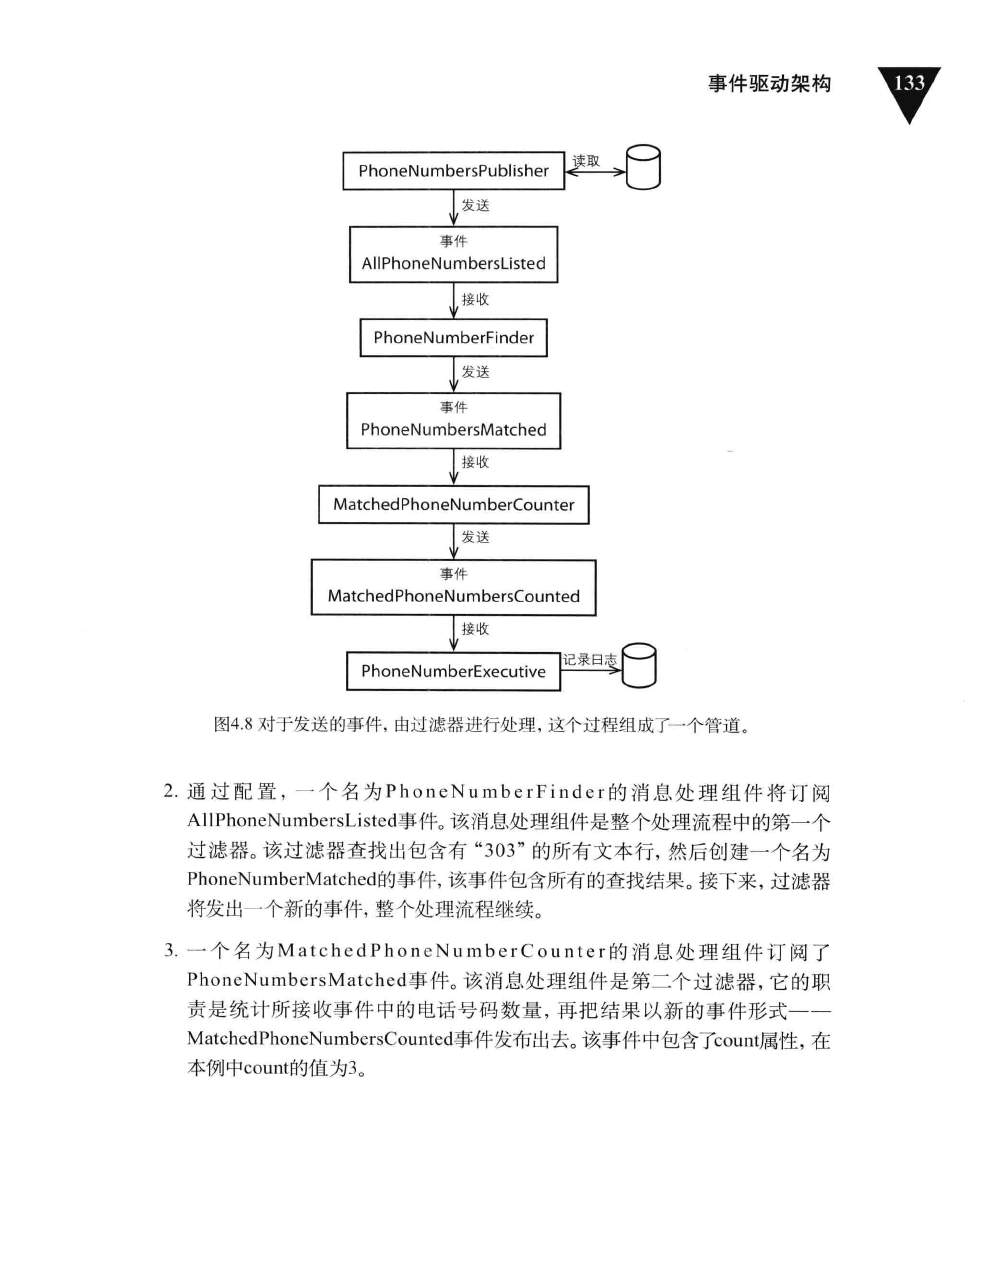 事件驱动架构
133
PhoneNumbersPublisher
读取
发送
事件
AllPhoneNumbersListed
接收
PhoneNumberFinder
发送
事件
PhoneNumbersMatched
接收
MatchedPhoneNumberCounter
发送
事件
MatchedPhoneNumbersCounted
接收
PhoneNumberExecutive
记录日志
图4.8 对于发送的事件,由过滤器进行处理,这个过程组成了一个管道。
2. 通过配置,一个名为PhoneNumberFinder的消息处理组件将订阅
AllPhoneNumbersListed事件。该消息处理组件是整个处理流程中的第一个
过滤器。该过滤器查找出包含有“303”的所有文本行,然后创建一个名为
PhoneNumberMatched的事件,该事件包含所有的查找结果。接下来,过滤器
将发出一个新的事件,整个处理流程继续。
3. 一个名为MatchedPhoneNumberCounter的消息处理组件订阅了
PhoneNumbersMatched事件。该消息处理组件是第二个过滤器,它的职
责是统计所接收事件中的电话号码数量,再把结果以新的事件形式——
MatchedPhoneNumbersCounted事件发布出去。该事件中包含了count属性,在
本例中count的值为3。